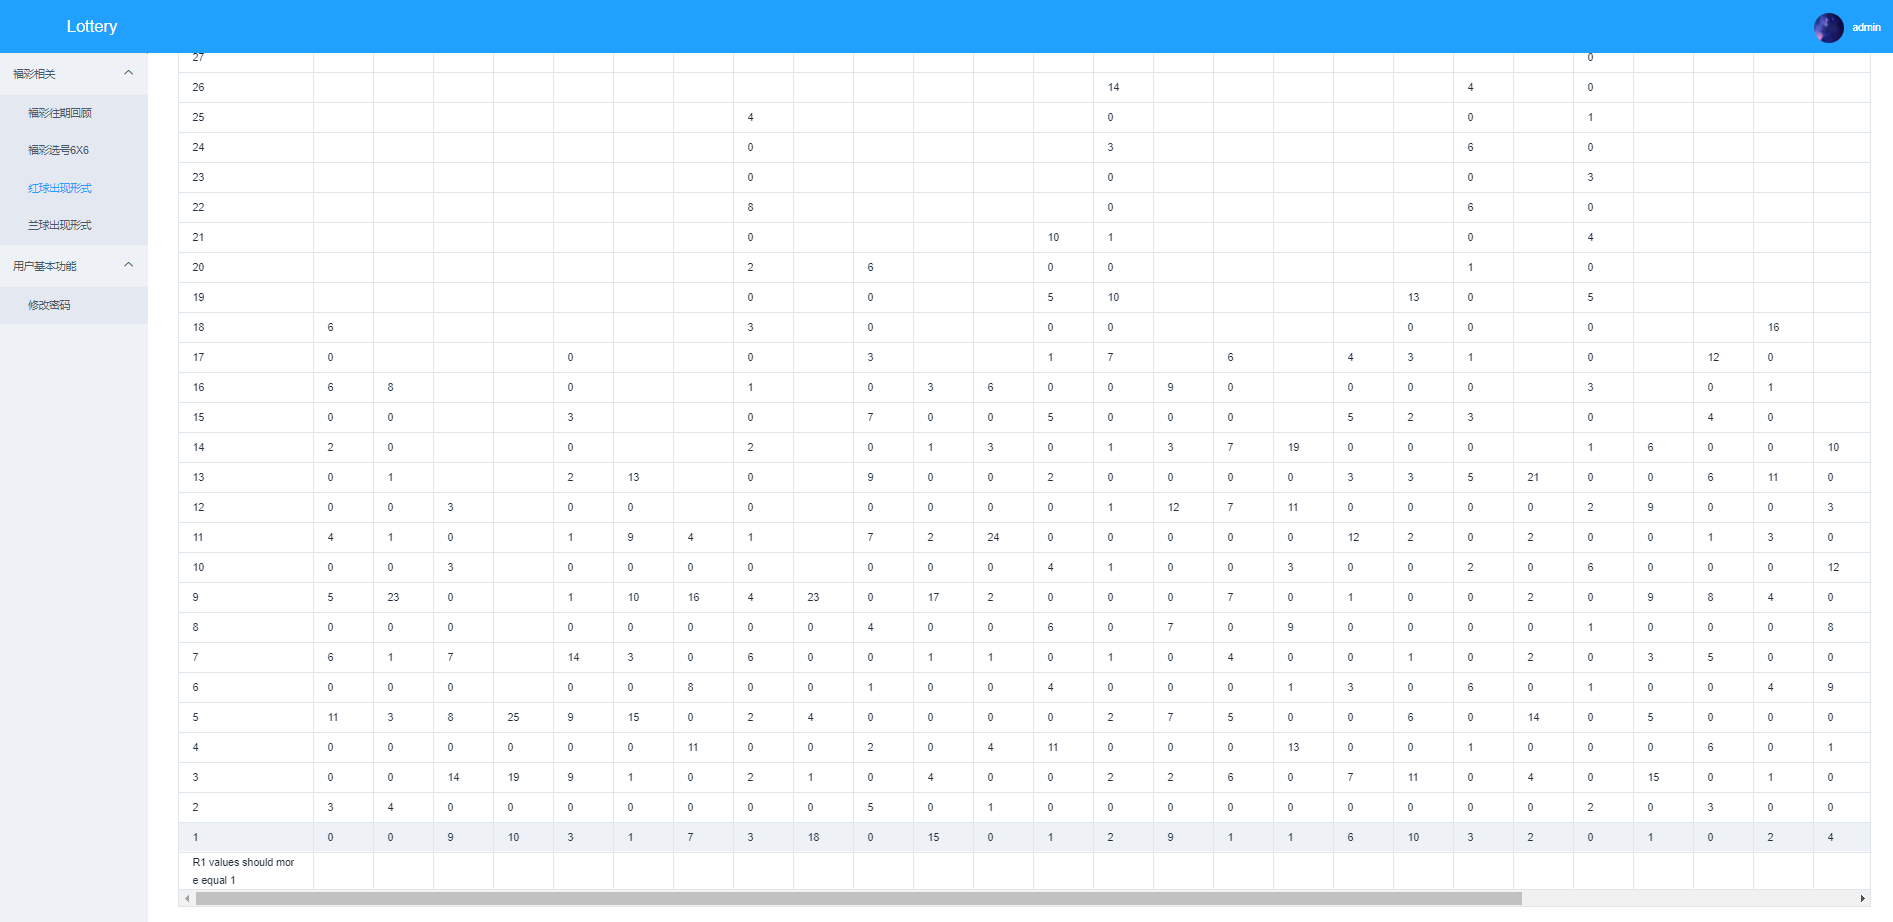 Lottery
admin
福彩相关
福彩往期回顾
福彩选号6X6
红球出现形式
兰球出现形式
用户基本功能
修改密码
27 0
26 14 4 0
25 4 0 0 1
24 0 3 6 0
23 0 0 0 3
22 8 0 6 0
21 0 10 1 0 4
20 2 6 0 0 1 0
19 0 0 5 10 13 0 5
18 6 3 0 0 0 0 0 0 16
17 0 0 0 3 1 7 6 4 3 1 0 12 0
16 6 8 0 1 0 3 6 0 0 9 0 0 0 0 3 0 1
15 0 0 3 0 7 0 0 5 0 0 0 5 2 3 0 4 0
14 2 0 0 2 0 1 3 0 1 3 7 19 0 0 0 1 6 0 0 10
13 0 1 2 13 0 9 0 0 2 0 0 0 0 3 3 5 21 0 0 6 11 0
12 0 0 3 0 0 0 0 0 0 0 1 12 7 11 0 0 0 0 2 9 0 0 3
11 4 1 0 1 9 4 1 7 2 24 0 0 0 0 0 12 2 0 2 0 0 1 3 0
10 0 0 3 0 0 0 0 0 0 0 4 1 0 0 3 0 0 2 0 6 0 0 0 12
9 5 23 0 1 10 16 4 23 0 17 2 0 0 0 7 0 1 0 0 2 0 9 8 4 0
8 0 0 0 0 0 0 0 0 4 0 0 6 0 7 0 9 0 0 0 0 1 0 0 0 8
7 6 1 7 14 3 0 6 0 0 1 1 0 1 0 4 0 0 1 0 2 0 3 5 0 0
6 0 0 0 0 0 8 0 0 1 0 0 4 0 0 0 1 3 0 6 0 1 0 0 4 9
5 11 3 8 25 9 15 0 2 4 0 0 0 0 2 7 5 0 0 6 0 14 0 5 0 0 0
4 0 0 0 0 0 0 11 0 0 2 0 4 11 0 0 0 13 0 0 1 0 0 0 6 0 1
3 0 0 14 19 9 1 0 2 1 0 4 0 0 2 2 6 0 7 11 0 4 0 15 0 1 0
2 3 4 0 0 0 0 0 0 0 5 0 1 0 0 0 0 0 0 0 0 0 2 0 3 0 0
1 0 0 9 10 3 1 7 3 18 0 15 0 1 2 9 1 1 6 10 3 2 0 1 0 2 4
R1 values should mor
e equal 1